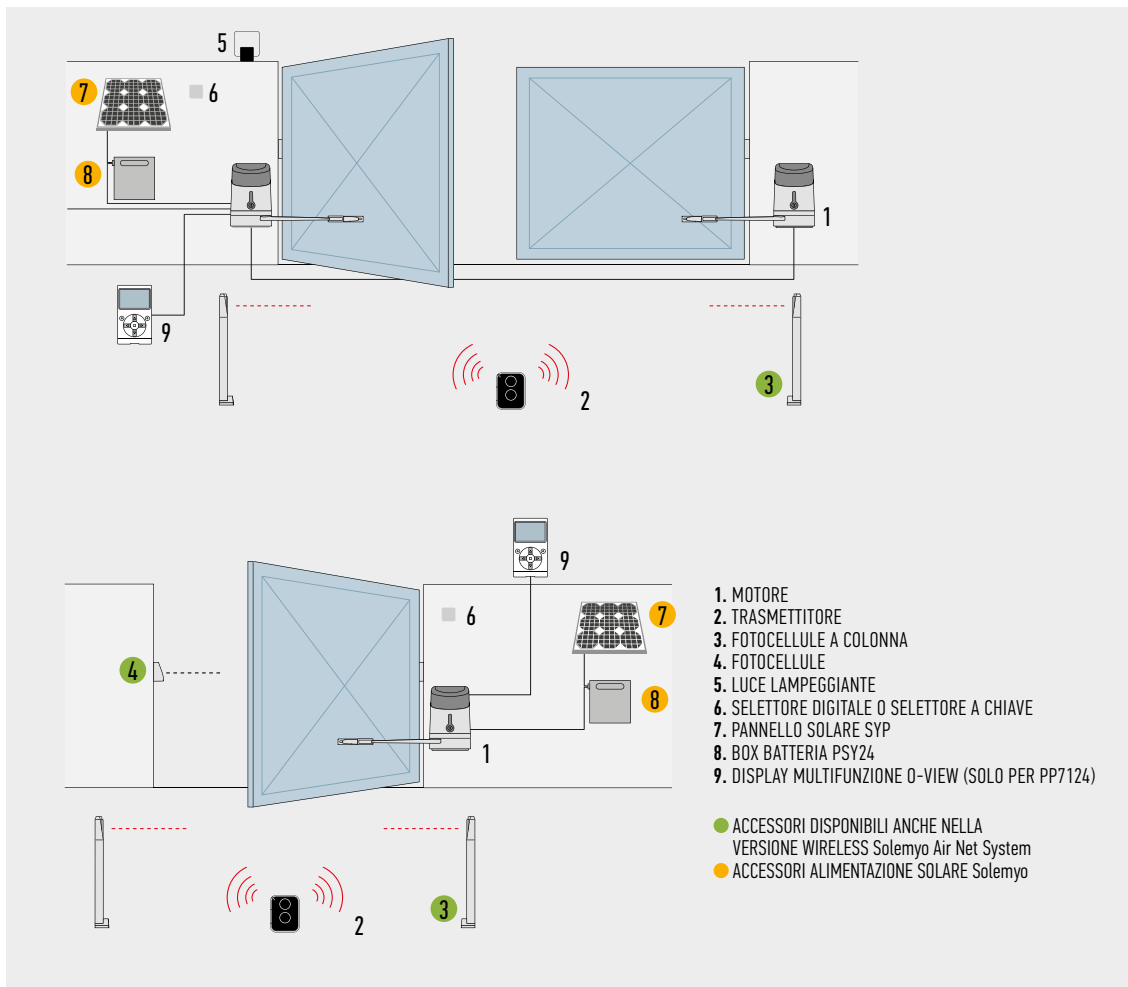 5
7
6
8
1
9
3
2
9
6
7
4
8
1
3
2
1. MOTORE
2. TRASMETTITORE
3. FOTOCELLULE A COLONNA
4. FOTOCELLULE
5. LUCE LAMPEGGIANTE
6. SELETTORE DIGITALE O SELETTORE A CHIAVE
7. PANNELLO SOLARE SYP
8. BOX BATTERIA PSY24
9. DISPLAY MULTIFUNZIONE O-VIEW (SOLO PER PP7124)
ACCESSORI DISPONIBILI ANCHE NELLA
VERSIONE WIRELESS Solemyo Air Net System
ACCESSORI ALIMENTAZIONE SOLARE Solemyo